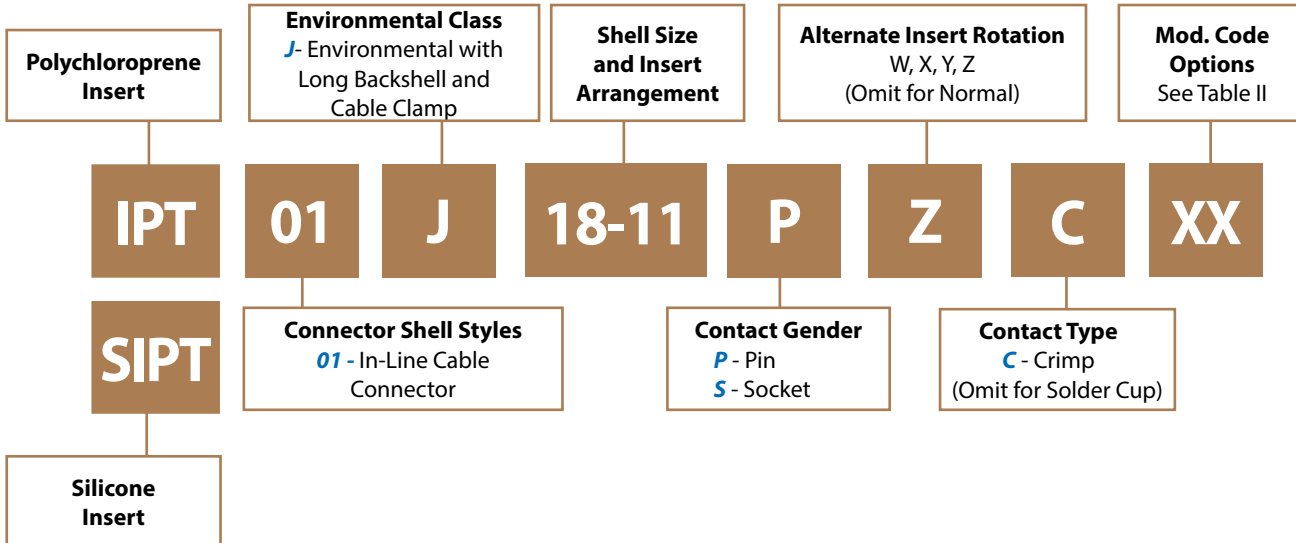 Polychloroprene
Insert
Environmental Class
J- Environmental with
Long Backshell and
Cable Clamp
Shell Size
and Insert
Arrangement
Alternate Insert Rotation
W, X, Y, Z
(Omit for Normal)
Mod. Code
Options
See Table II
IPT 01 J 18-11 P Z C XX
SIPT
Connector Shell Styles
01 - In-Line Cable
Connector
Contact Gender
P - Pin
S - Socket
Contact Type
C - Crimp
(Omit for Solder Cup)
Silicone
Insert